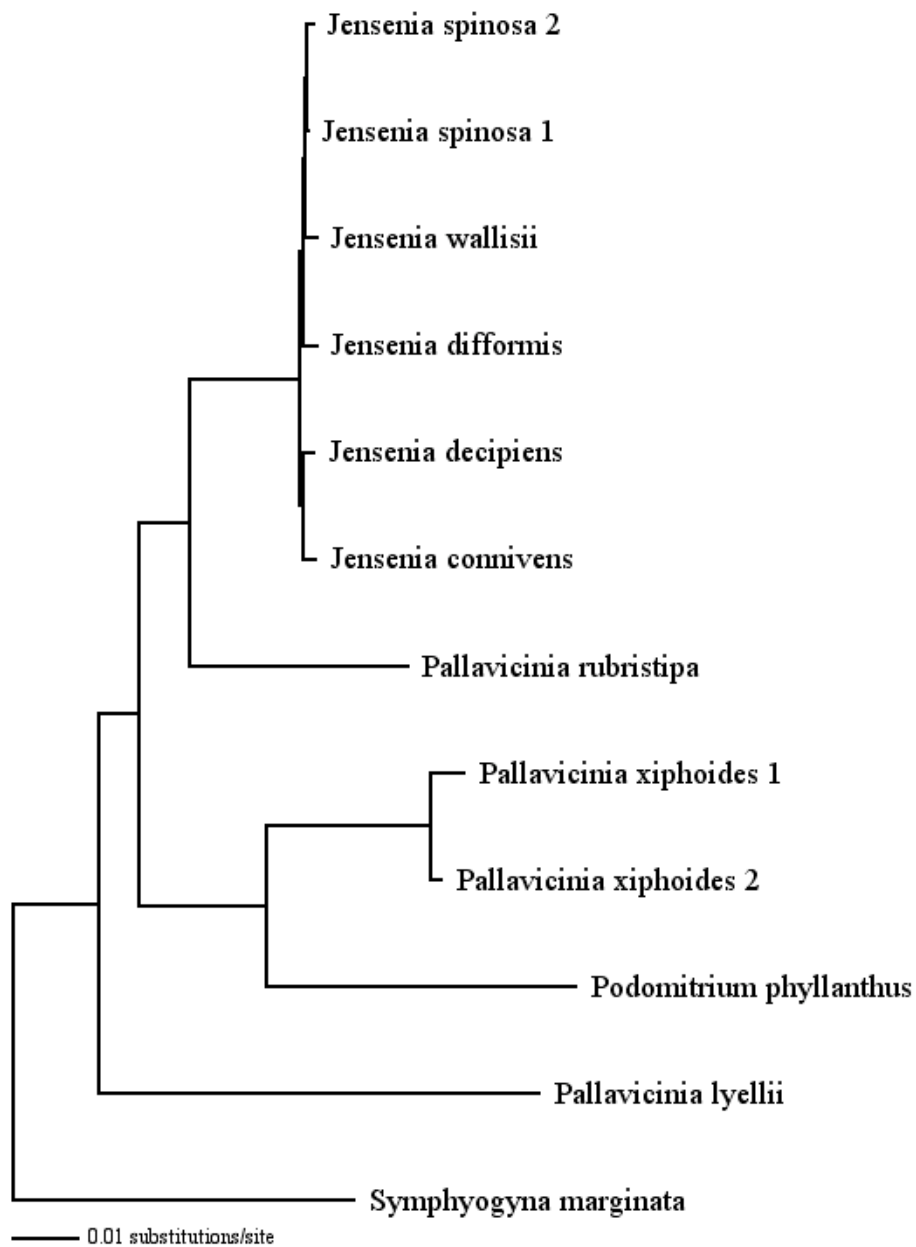 Jensenia spinosa 2
Jensenia spinosa 1
Jensenia wallisii
Jensenia difformis
Jensenia decipiens
Jensenia connivens
Pallavicinia rubristipa
Pallavicinia xiphoides 1
Pallavicinia xiphoides 2
Podomitrium phyllanthus
Pallavicinia lyellii
Symphyogyna marginata
0.01 substitutions/site